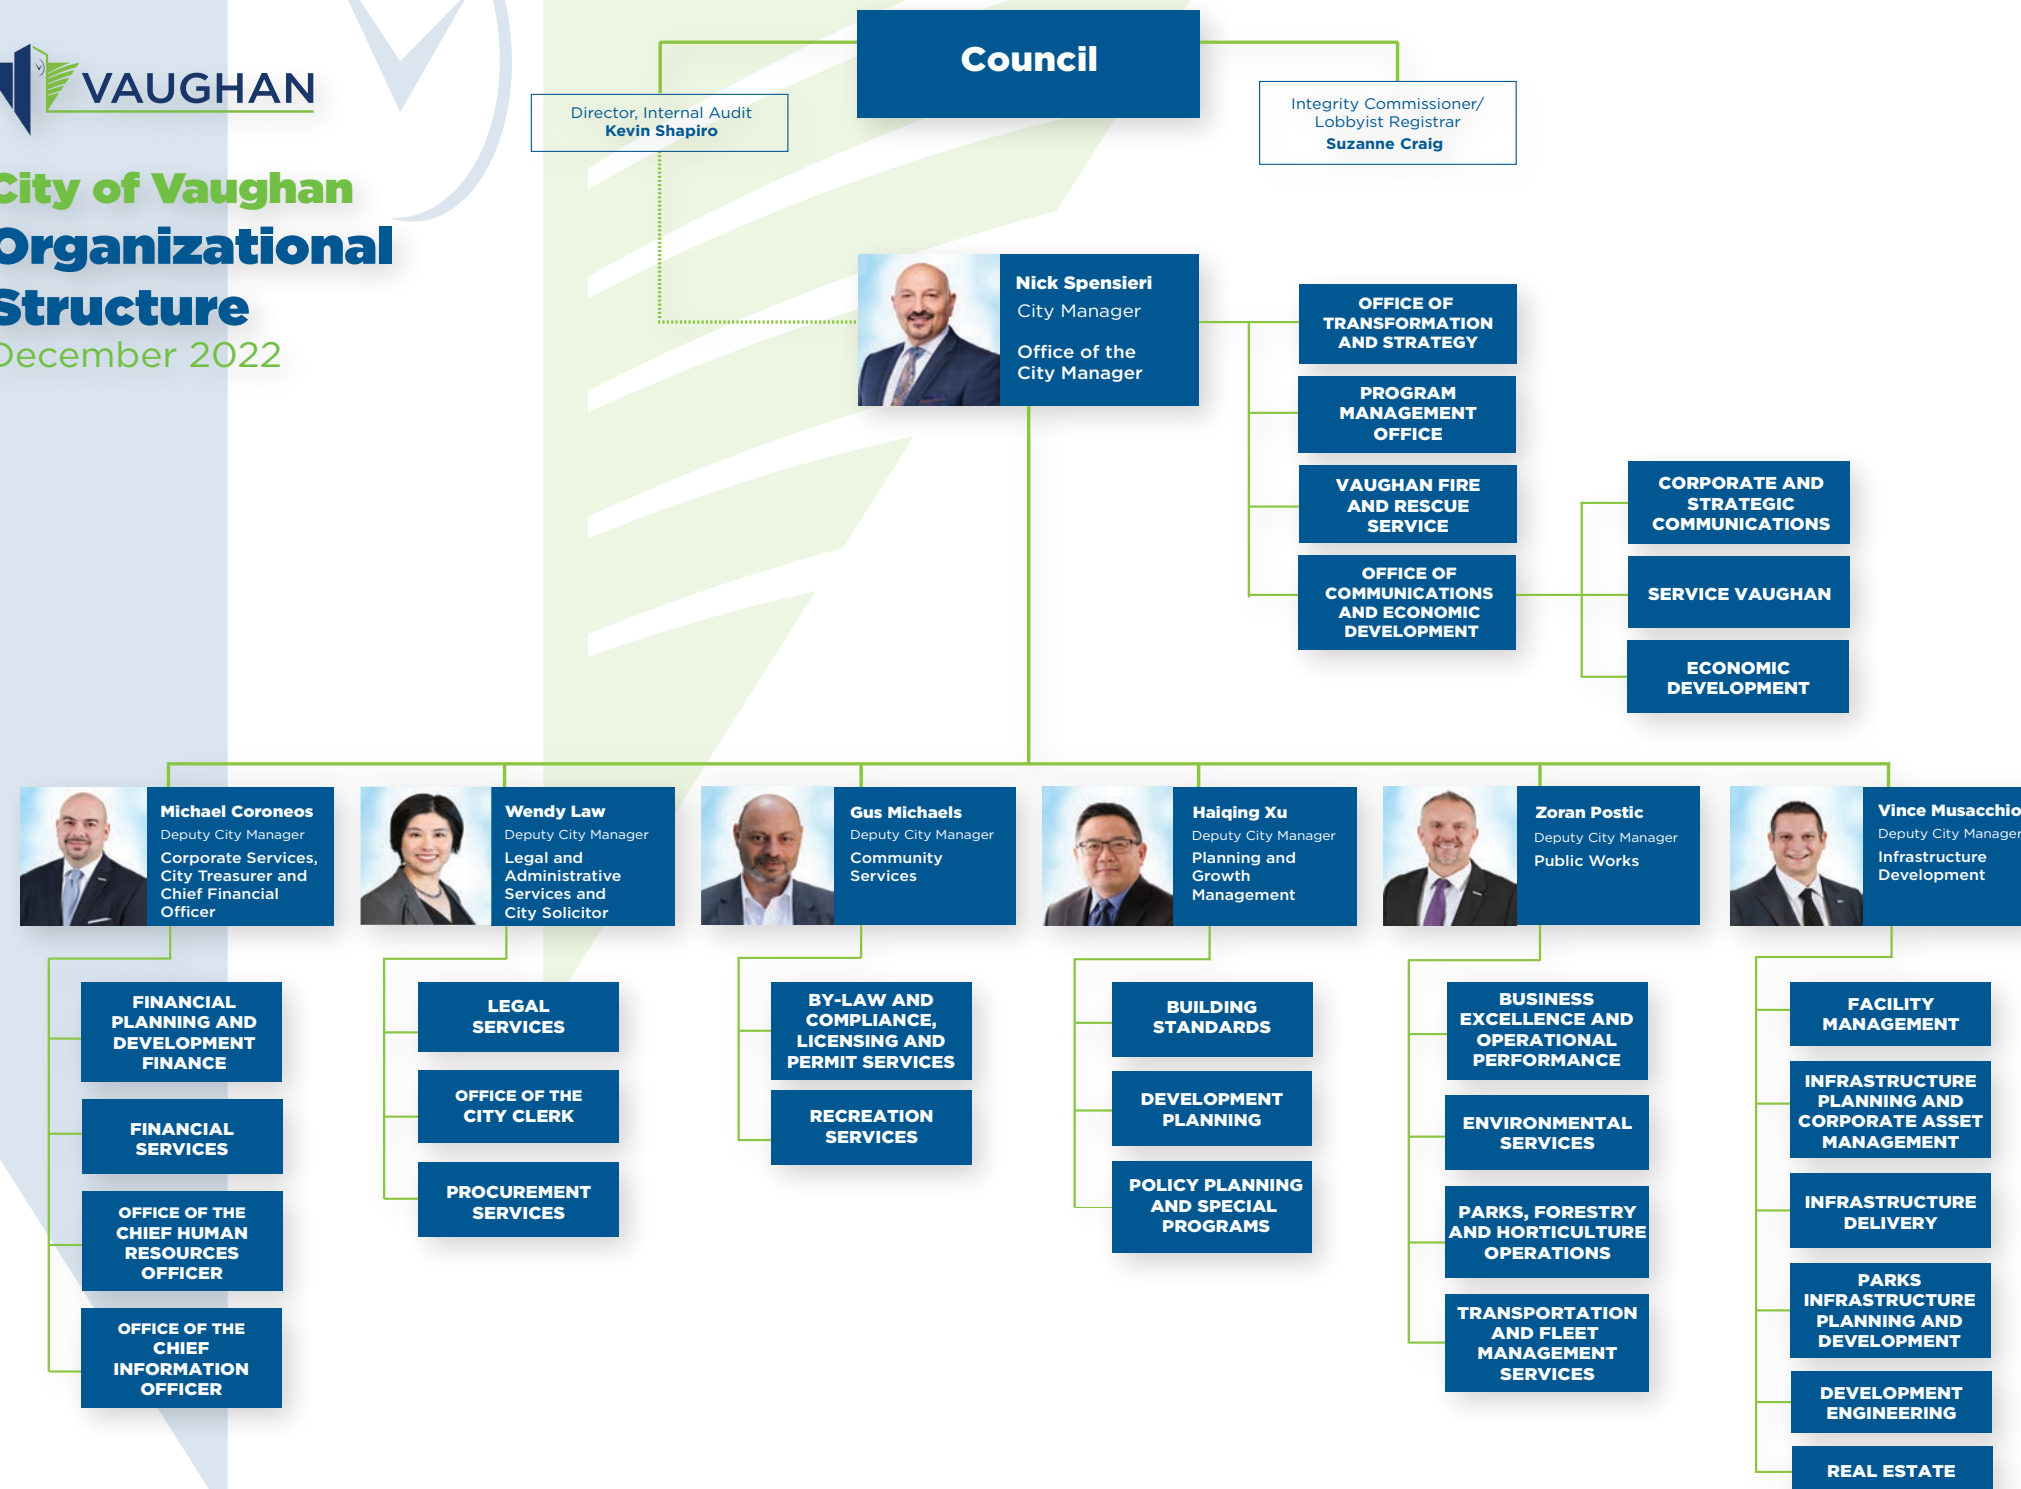 VAUGHAN
City of Vaughan
Organizational
Structure
December 2022
Council
Director, Internal Audit
Kevin Shapiro
Integrity Commissioner/
Lobbyist Registrar
Suzanne Craig
Nick Spensieri
City Manager
Office of the
City Manager
OFFICE OF
TRANSFORMATION
AND STRATEGY
PROGRAM
MANAGEMENT
OFFICE
VAUGHAN FIRE
AND RESCUE
SERVICE
OFFICE OF
COMMUNICATIONS
AND ECONOMIC
DEVELOPMENT
CORPORATE AND
STRATEGIC
COMMUNICATIONS
SERVICE VAUGHAN
ECONOMIC
DEVELOPMENT
Michael Coroneos
Deputy City Manager
Corporate Services,
City Treasurer and
Chief Financial
Officer
FINANCIAL
PLANNING AND
DEVELOPMENT
FINANCE
FINANCIAL
SERVICES
OFFICE OF THE
CHIEF HUMAN
RESOURCES
OFFICER
OFFICE OF THE
CHIEF
INFORMATION
OFFICER
Wendy Law
Deputy City Manager
Legal and
Administrative
Services and
City Solicitor
LEGAL
SERVICES
OFFICE OF THE
CITY CLERK
PROCUREMENT
SERVICES
Gus Michaels
Deputy City Manager
Community
Services
BY-LAW AND
COMPLIANCE,
LICENSING AND
PERMIT SERVICES
RECREATION
SERVICES
Haiqing Xu
Deputy City Manager
Planning and
Growth
Management
BUILDING
STANDARDS
DEVELOPMENT
PLANNING
POLICY PLANNING
AND SPECIAL
PROGRAMS
Zoran Postic
Deputy City Manager
Public Works
BUSINESS
EXCELLENCE AND
OPERATIONAL
PERFORMANCE
ENVIRONMENTAL
SERVICES
PARKS, FORESTRY
AND HORTICULTURE
OPERATIONS
TRANSPORTATION
AND FLEET
MANAGEMENT
SERVICES
Vince Musacchio
Deputy City Manager
Infrastructure
Development
FACILITY
MANAGEMENT
INFRASTRUCTURE
PLANNING AND
CORPORATE ASSET
MANAGEMENT
INFRASTRUCTURE
DELIVERY
PARKS
INFRASTRUCTURE
PLANNING AND
DEVELOPMENT
DEVELOPMENT
ENGINEERING
REAL ESTATE